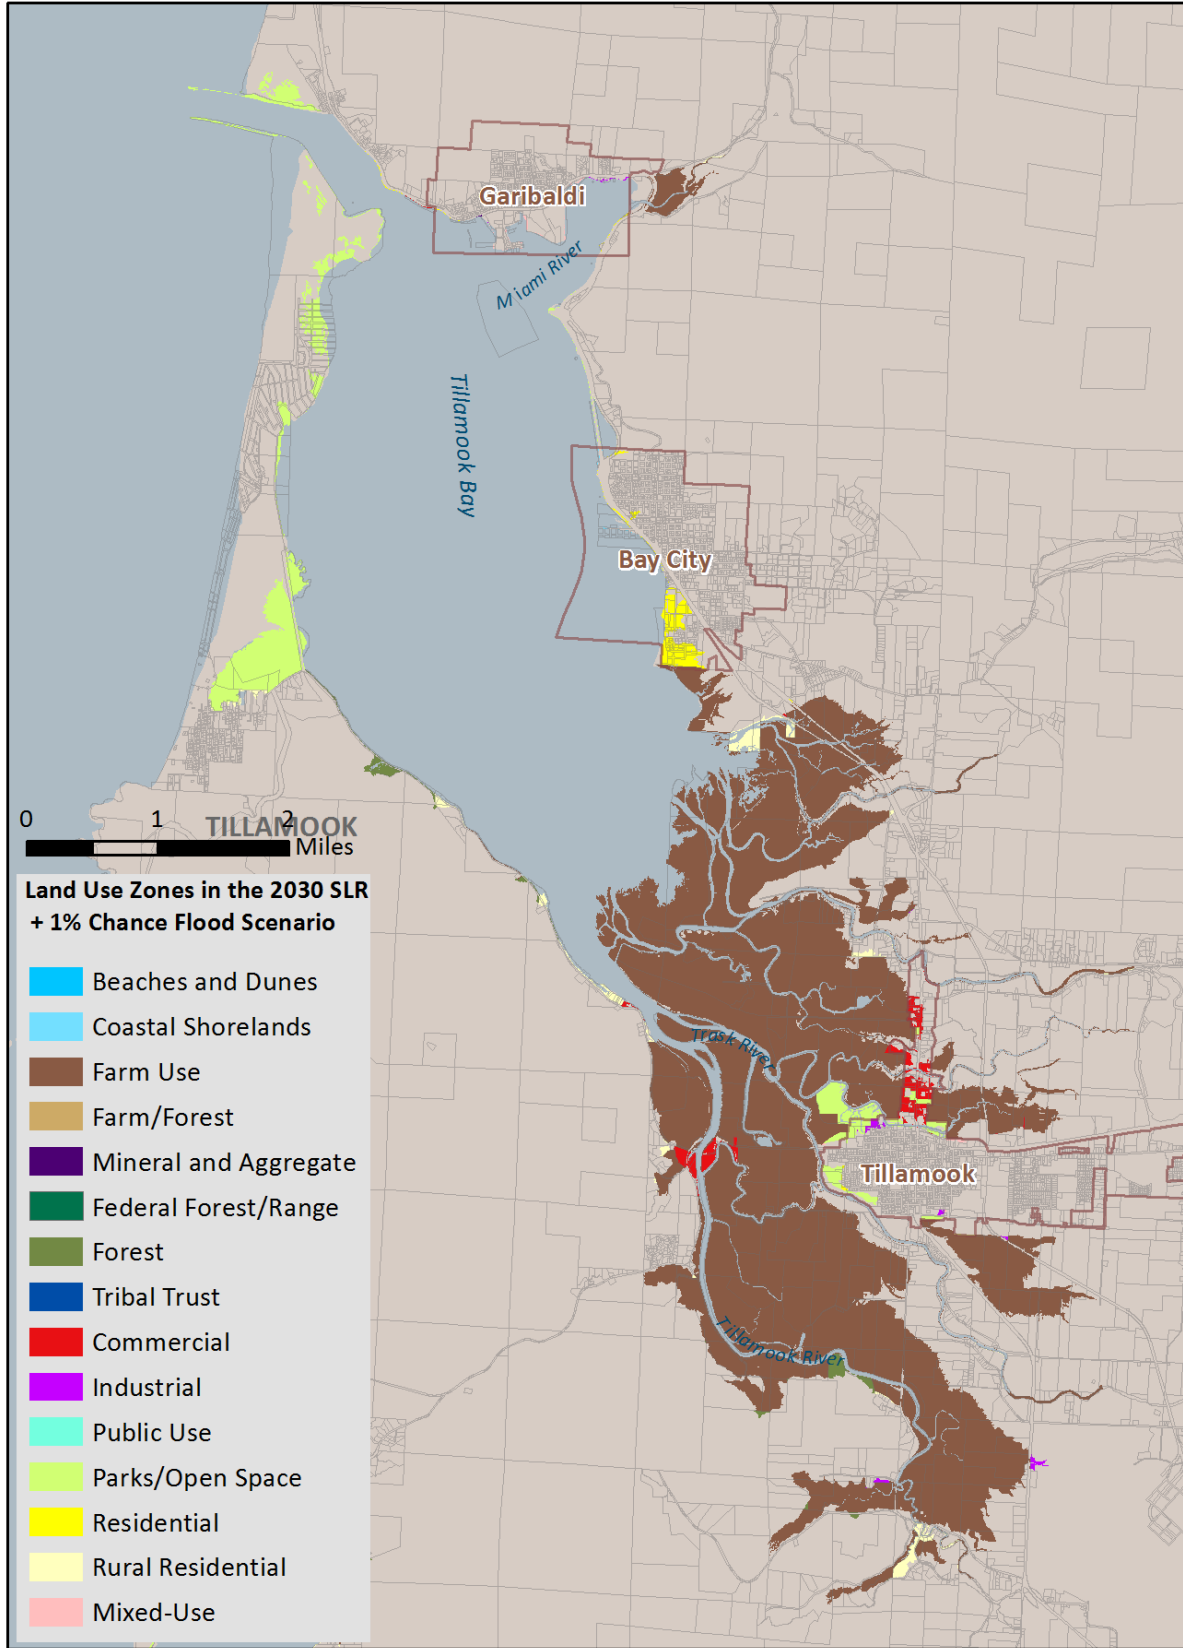 Garibaldi
Miami River
Tillamook Bay
Bay City
0 1 2
TILLAMOOK
Miles
Land Use Zones in the 2030 SLR
+ 1% Chance Flood Scenario
Beaches and Dunes
Coastal Shorelands
Farm Use
Farm/Forest
Mineral and Aggregate
Federal Forest/Range
Forest
Tribal Trust
Commercial
Industrial
Public Use
Parks/Open Space
Residential
Rural Residential
Mixed-Use
Trask River
Tillamook
Tillamook River